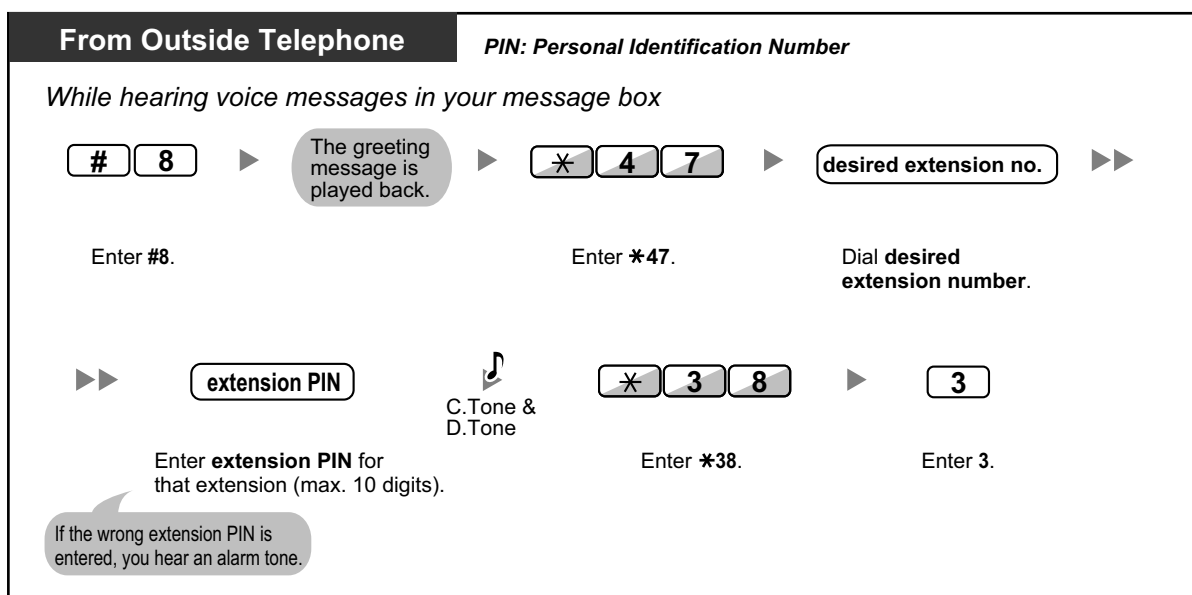 From Outside Telephone
PIN: Personal Identification Number
While hearing voice messages in your message box
# 8
The greeting
message is
played back.
* 4 7
desired extension no.
Enter #8.
Enter *47.
Dial desired
extension number.
extension PIN
C.Tone &
D.Tone
* 3 8
3
Enter extension PIN for
that extension (max. 10 digits).
Enter *38.
Enter 3.
If the wrong extension PIN is
entered, you hear an alarm tone.